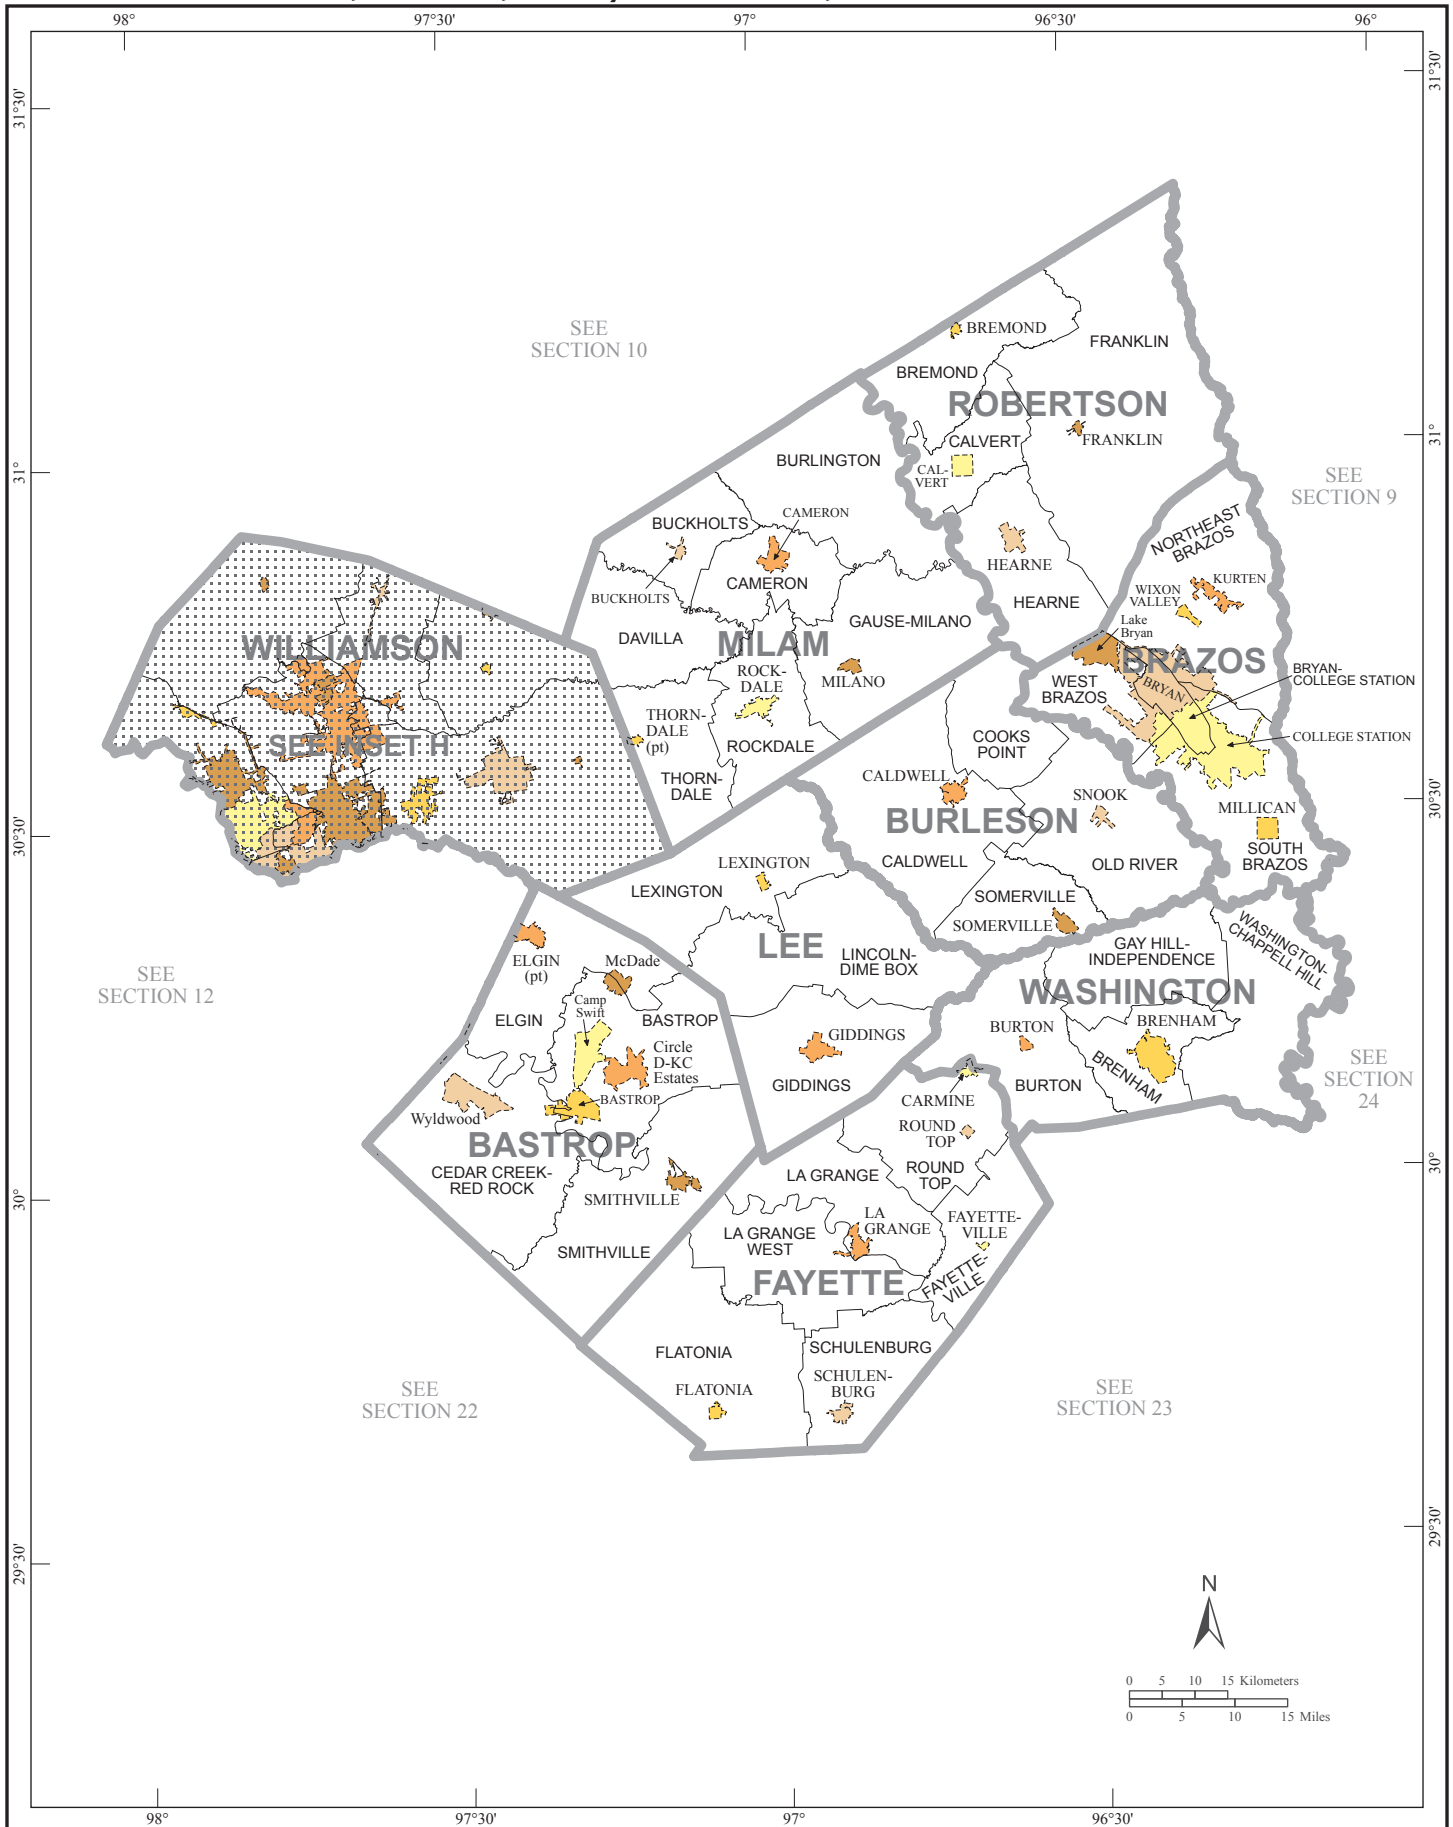 98°
97°30'
97°
96°30'
96°
31°30'
31°30'
SEE
SECTION 10
BREMOND
FRANKLIN
BREMOND
ROBERTSON
FRANKLIN
CALVERT
CAL-
VERT
31°
31°
BURLINGTON
SEE
SECTION 9
CAMERON
BUCKHOLTS
NORTHEAST
BRAZOS
HEARNE
CAMERON
BUCKHOLTS
KURTEN
WIXON
VALLEY
HEARNE
GAUSE-MILANO
Lake
Bryan
DAVILLA
MILAM
WILLIAMSON
BRAZOS
BRYAN-
COLLEGE STATION
ROCK-
DALE
MILANO
WEST
BRAZOS
BRYAN
THORN-
DALE
(pt)
ROCKDALE
COOKS
POINT
COLLEGE STATION
SEE INSET H
THORN-
DALE
CALDWELL
SNOOK
MILLICAN
30°30'
30°30'
BURLESON
SOUTH
BRAZOS
LEXINGTON
CALDWELL
OLD RIVER
LEXINGTON
SOMERVILLE
SOMERVILLE
WASHINGTON-
CHAPPELL HILL
LEE
GAY HILL-
INDEPENDENCE
ELGIN
(pt)
McDade
LINCOLN-
DIME BOX
SEE
SECTION 12
WASHINGTON
Camp
Swift
ELGIN
BASTROP
GIDDINGS
BURTON
BRENHAM
Circle
D-KC
Estates
SEE
SECTION
24
GIDDINGS
BURTON
BRENHAM
BASTROP
CARMINE
Wyldwood
ROUND
TOP
BASTROP
30°
30°
CEDAR CREEK-
RED ROCK
LA GRANGE
ROUND
TOP
SMITHVILLE
LA
GRANGE
FAYETTE-
VILLE
LA GRANGE
WEST
SMITHVILLE
FAYETTE
FAYETTE-
VILLE
FLATONIA
SCHULENBURG
SCHULEN-
BURG
FLATONIA
SEE
SECTION 22
SEE
SECTION 23
29°30'
29°30'
N
0 5 10 15 Kilometers
0 5 10 15 Miles
98°
97°30'
97°
96°30'